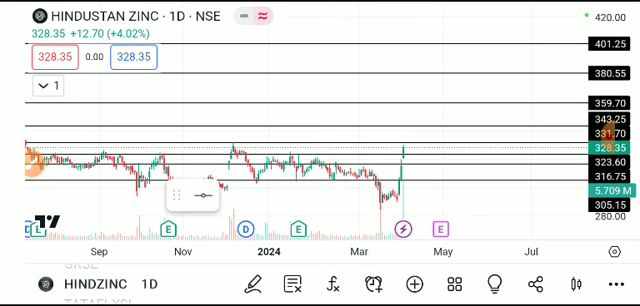 HINDUSTAN ZINC · 1D · NSE
328.35 +12.70 (+4.02%)
328.35 0.00 328.35
1
420.00
401.25
380.55
359.70
343.25
331.70
328.35
323.60
316.75
5.709 M
305.15
280.00
D E E D E E
Sep Nov 2024 Mar May Jul
HINDZINC 1D
TATAELXSI